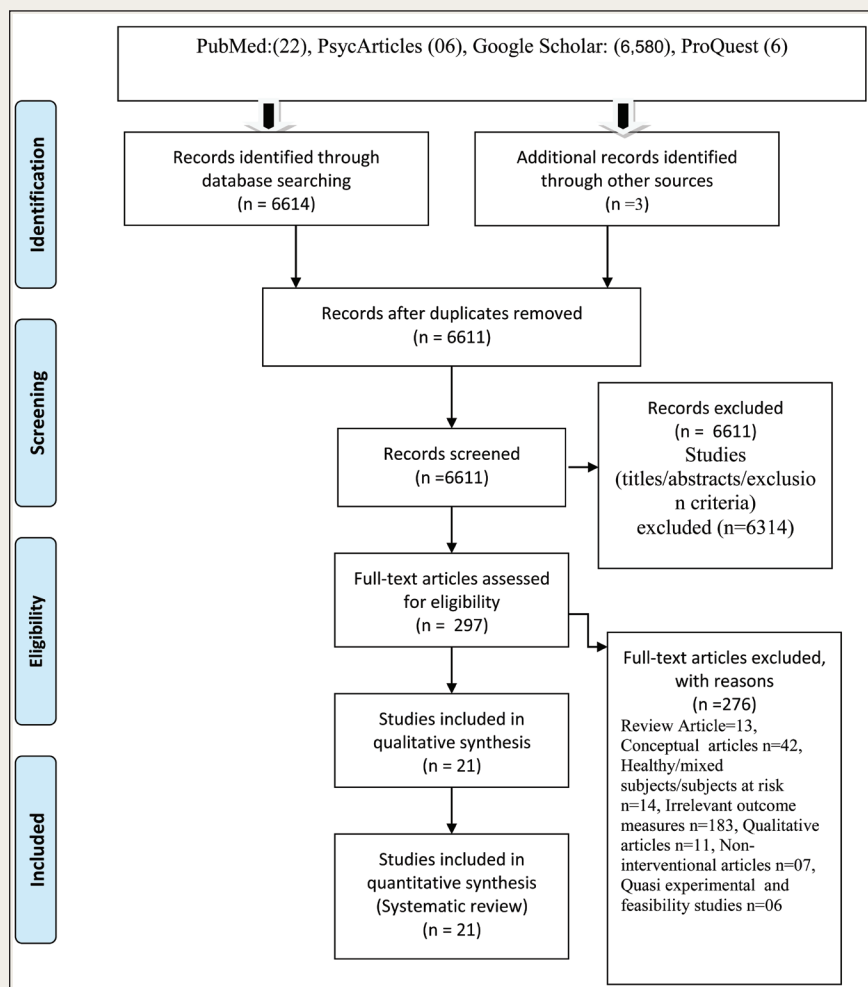 PubMed:(22), PsycArticles (06), Google Scholar: (6,580), ProQuest (6)
Identification
Records identified through
database searching
(n = 6614)
Additional records identified
through other sources
(n =3)
Records after duplicates removed
(n = 6611)
Screening
Records screened
(n =6611)
Records excluded
(n = 6611)
Studies
(titles/abstracts/exclusio
n criteria)
excluded (n=6314)
Eligibility
Full-text articles assessed
for eligibility
(n = 297)
Full-text articles excluded,
with reasons
(n =276)
Review Article=13,
Conceptual articles n=42,
Healthy/mixed
subjects/subjects at risk
n=14, Irrelevant outcome
measures n=183, Qualitative
articles n=11, Non-
interventional articles n=07,
Quasi experimental and
feasibility studies n=06
Studies included in
qualitative synthesis
(n = 21)
Included
Studies included in
quantitative synthesis
(Systematic review)
(n = 21)